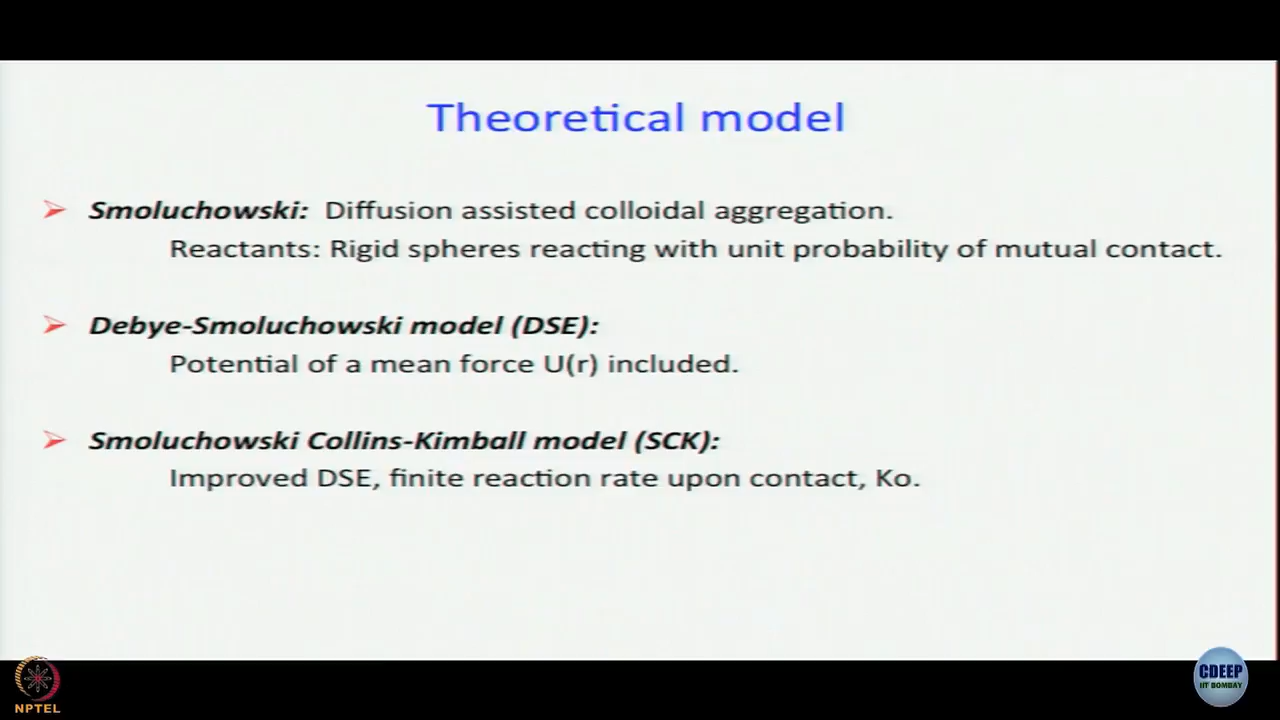 Theoretical model
➢ Smoluchowski: Diffusion assisted colloidal aggregation.
Reactants: Rigid spheres reacting with unit probability of mutual contact.
➢ Debye-Smoluchowski model (DSE):
Potential of a mean force U(r) included.
➢ Smoluchowski Collins-Kimball model (SCK):
Improved DSE, finite reaction rate upon contact, Ko.
NPTEL
CDEEP
IIT BOMBAY